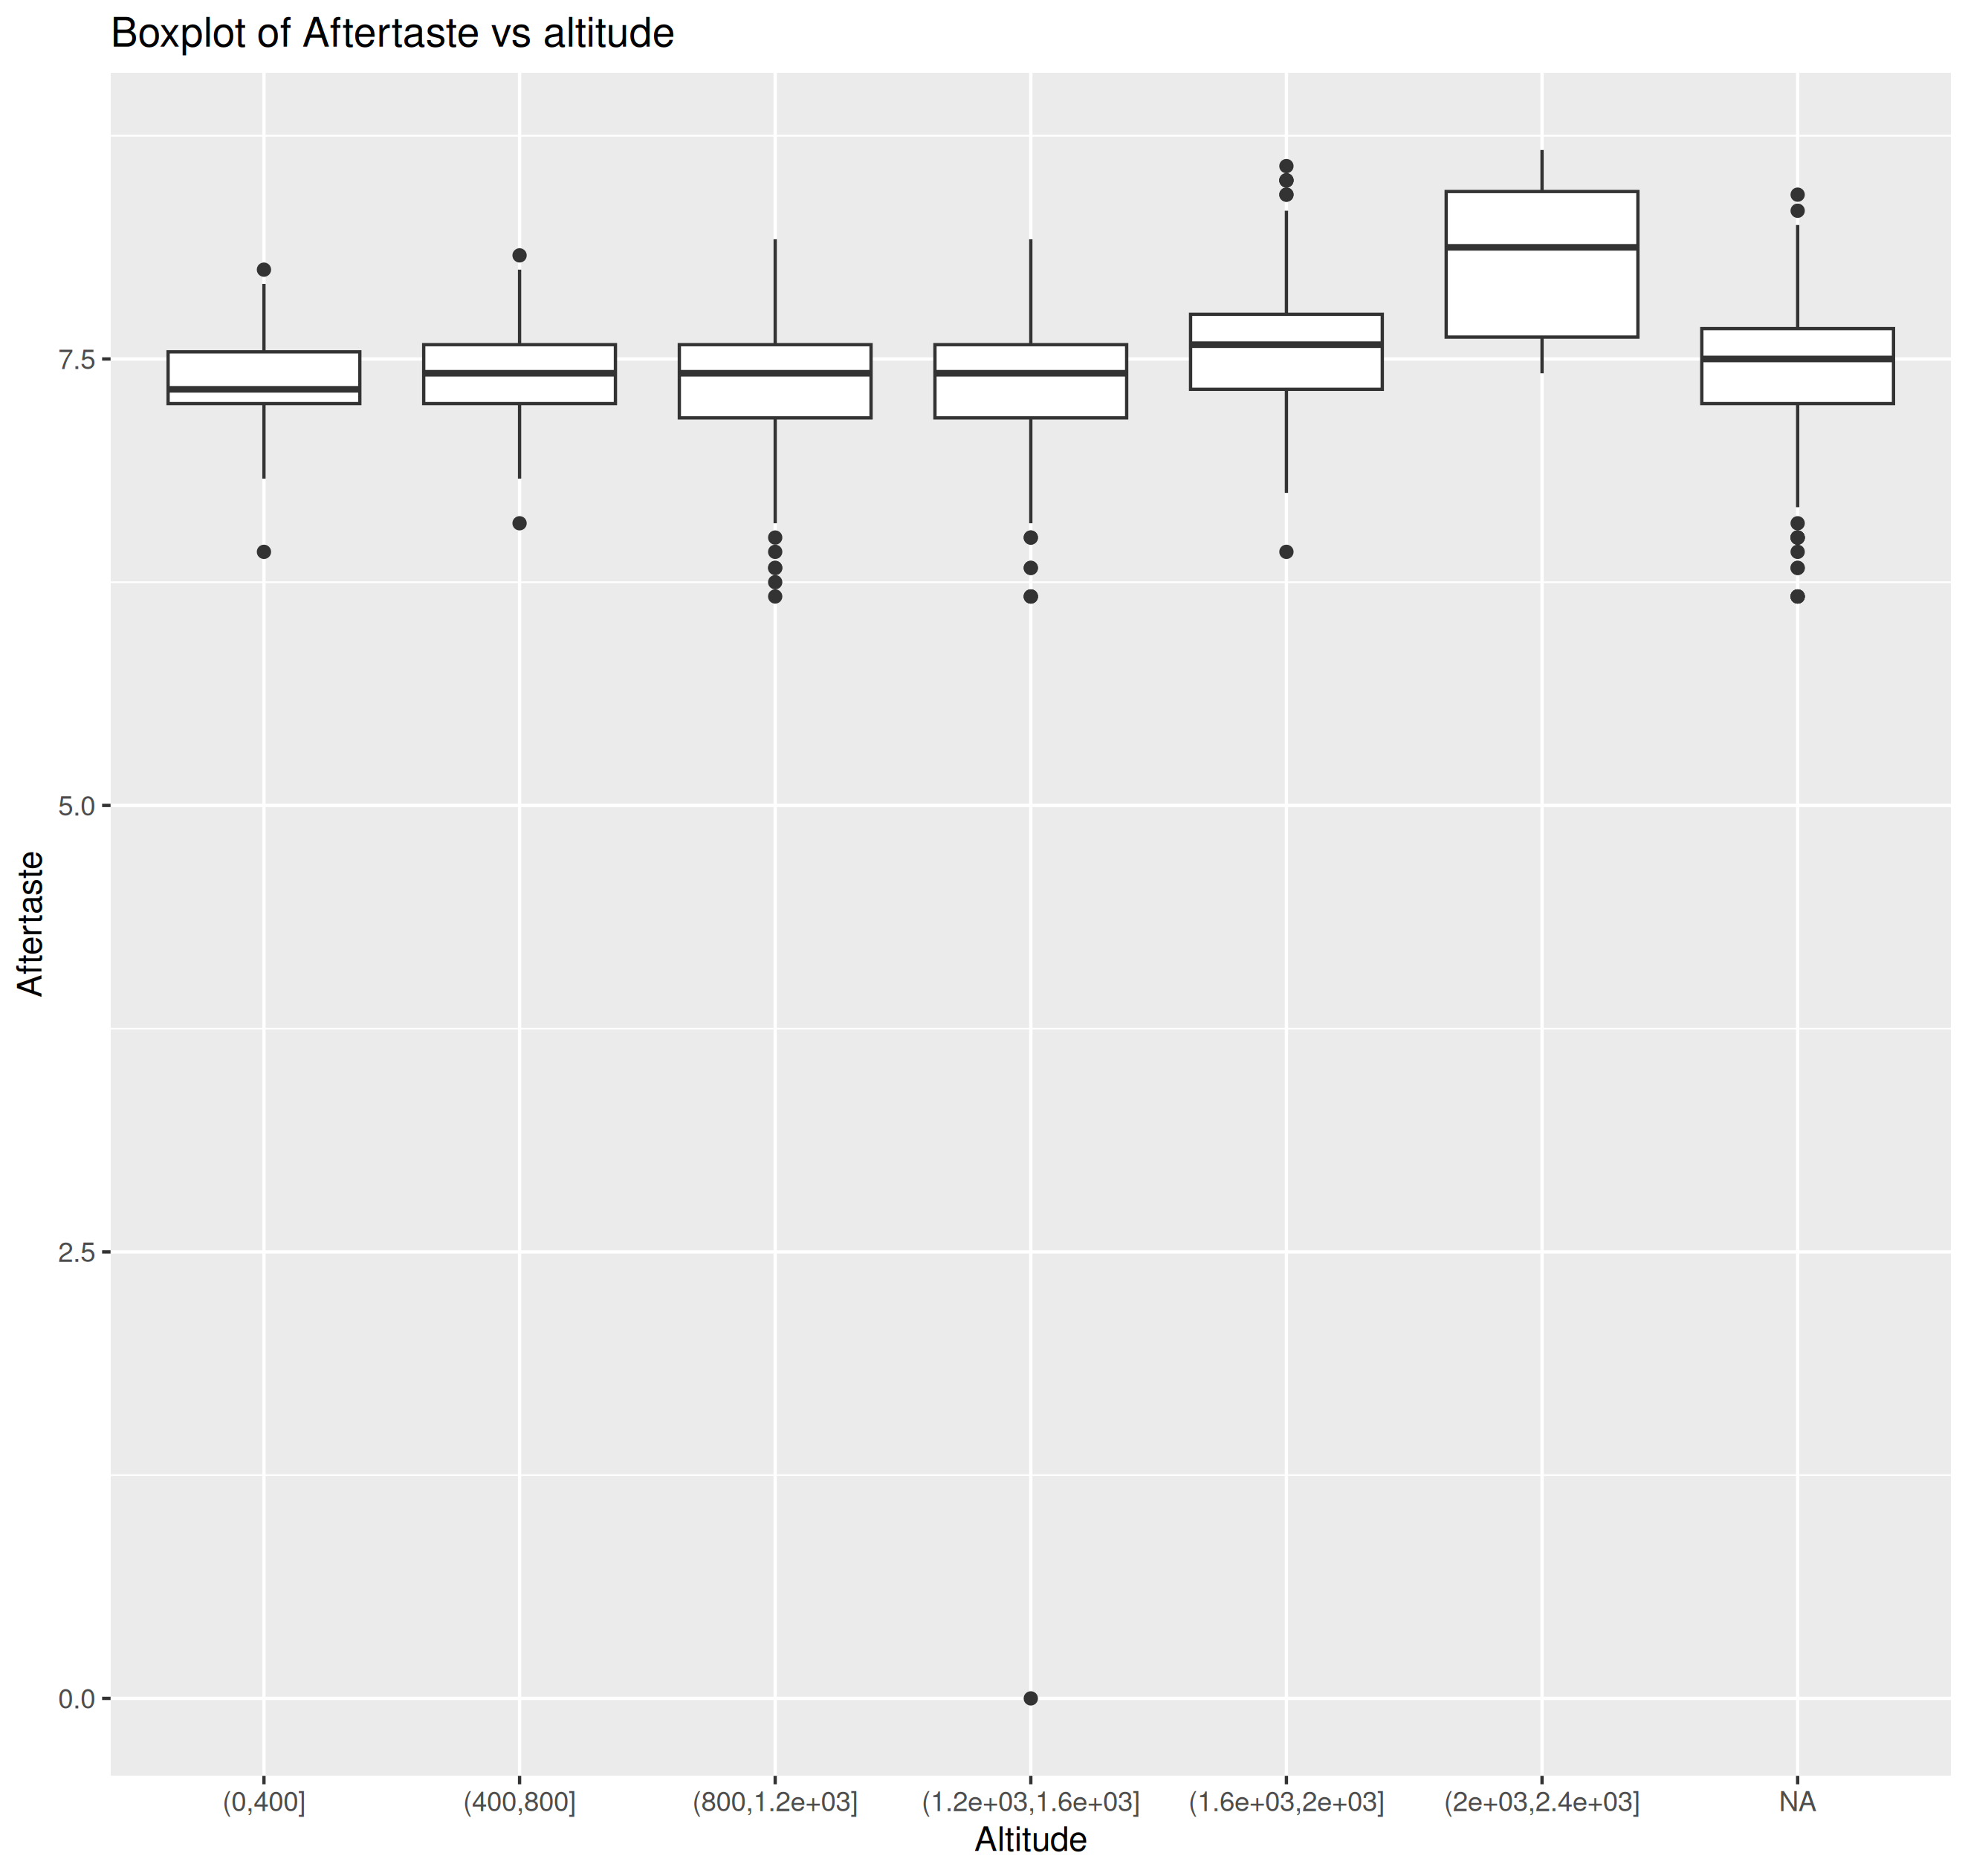 Boxplot of Aftertaste vs altitude
Aftertaste
7.5
5.0
2.5
0.0
(0,400] (400,800] (800,1.2e+03] (1.2e+03,1.6e+03] (1.6e+03,2e+03] (2e+03,2.4e+03] NA
Altitude